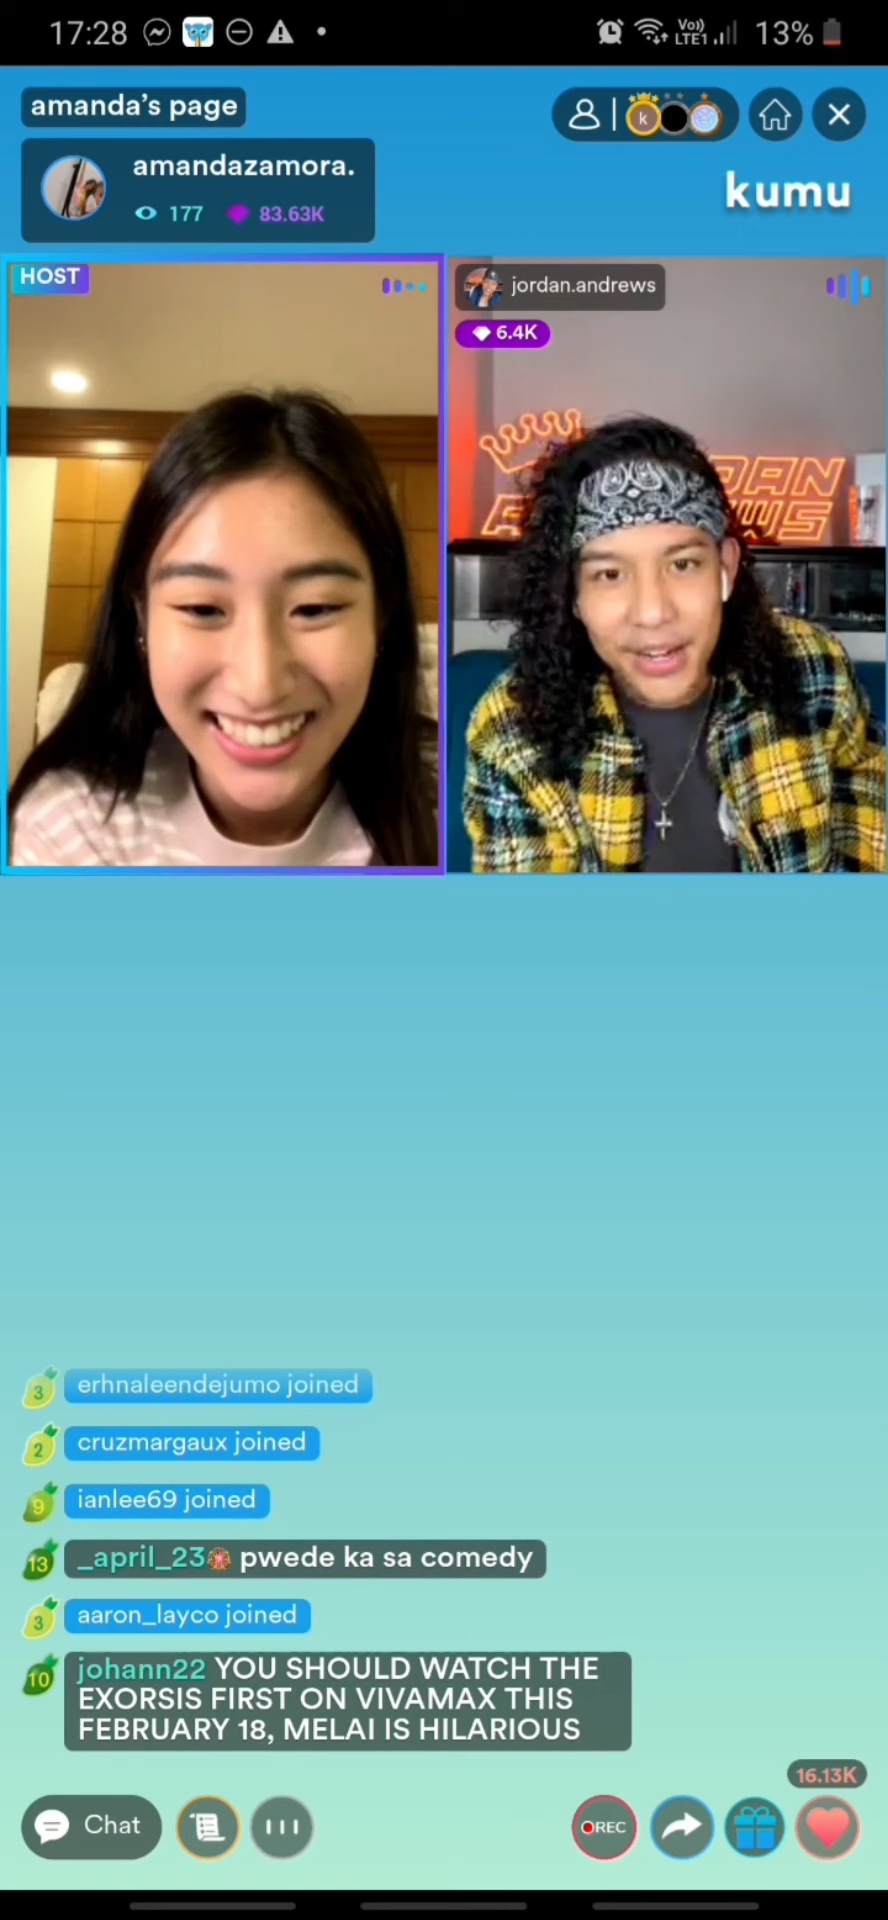 17:28
Vo))
LTE1
13%
amanda's page
k
amandazamora.
177
83.63K
kumu
HOST
jordan.andrews
6.4K
3
erhnaleendejumo joined
2
cruzmargaux joined
9
ianlee69 joined
13
_april_23 pwede ka sa comedy
3
aaron_layco joined
10
johann22 YOU SHOULD WATCH THE
EXORSIS FIRST ON VIVAMAX THIS
FEBRUARY 18, MELAI IS HILARIOUS
16.13K
Chat
REC